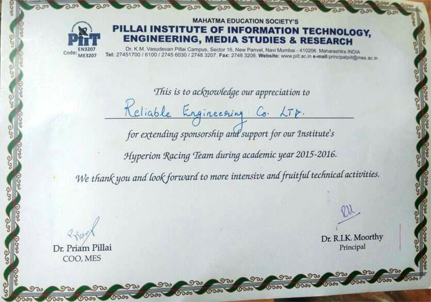 MAHATMA EDUCATION SOCIETY'S
PILLAI INSTITUTE OF INFORMATION TECHNOLOGY,
ENGINEERING, MEDIA STUDIES & RESEARCH
PIIT
Code: EN3207
ME3207
Dr. K.M. Vasudevan Pillai Campus, Sector 16, New Panvel, Navi Mumbai - 410206. Maharashtra INDIA
Tel: 27451700 / 6100 / 2745 6030 / 2748 3207. Fax: 2748 3208. Website: www.piit.ac.in e-mail:principalpiit@mes.ac.in
This is to acknowledge our appreciation to
Reliable Engineering Co. LTP.
for extending sponsorship and support for our Institute's
Hyperion Racing Team during academic year 2015-2016.
We thank you and look forward to more intensive and fruitful technical activities.
Dr. Priam Pillai
COO, MES
Dr. R.I.K. Moorthy
Principal